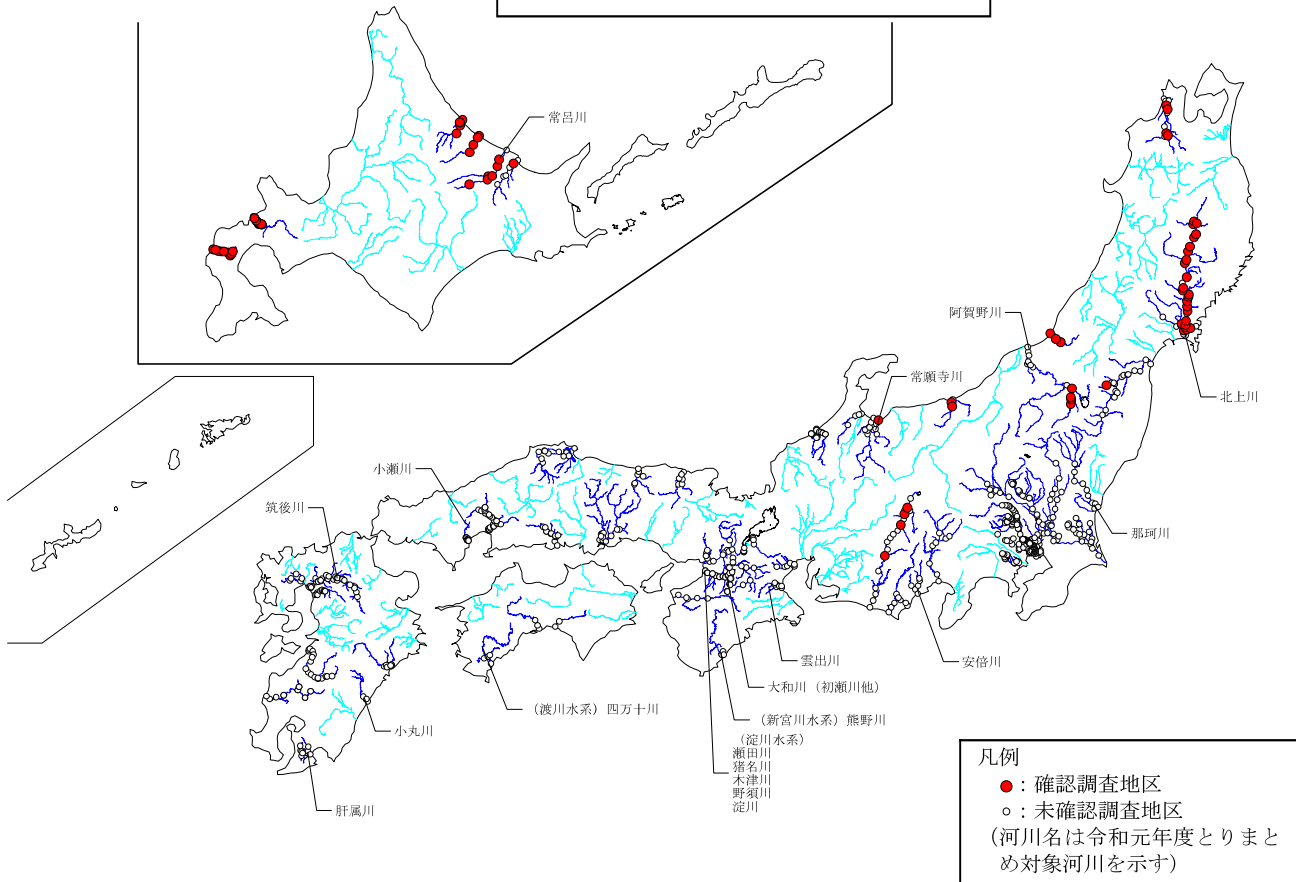 常呂川
阿賀野川
常願寺川
北上川
小瀬川
筑後川
那珂川
雲出川
安倍川
大和川（初瀬川他）
（渡川水系）四万十川
（新宮川水系）熊野川
小丸川
（淀川水系）
瀬田川
猪名川
木津川
野須川
淀川
肝属川
凡例
●：確認調査地区
○：未確認調査地区
（河川名は令和元年度とりまと
め対象河川を示す）